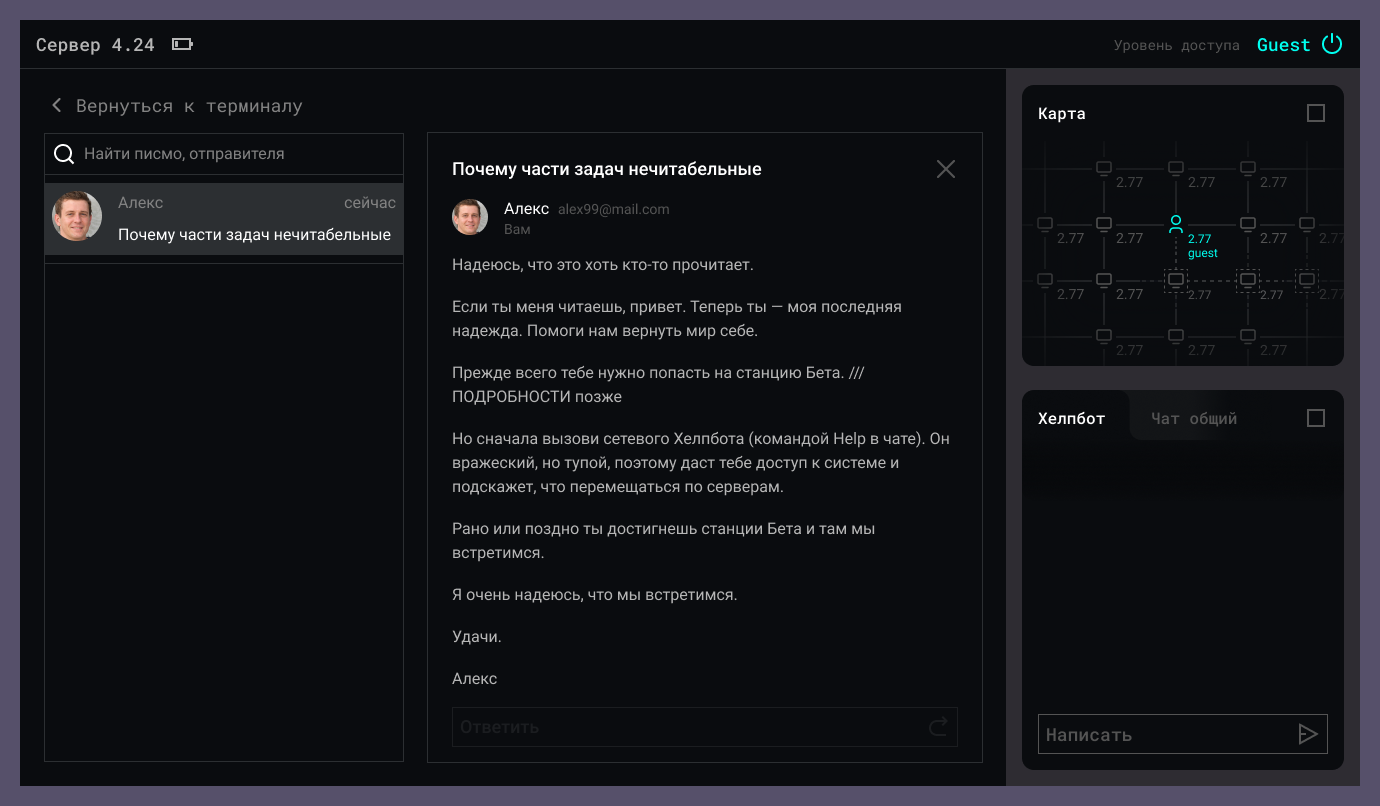 Сервер 4.24
Уровень доступа Guest
Вернуться к терминалу
Найти писмо, отправителя
Алекс сейчас
Почему части задач нечитабельные
Почему части задач нечитабельные
Алекс alex99@mail.com
Вам
Надеюсь, что это хоть кто-то прочитает.
Если ты меня читаешь, привет. Теперь ты — моя последняя
надежда. Помоги нам вернуть мир себе.
Прежде всего тебе нужно попасть на станцию Бета. ///
ПОДРОБНОСТИ позже
Но сначала вызови сетевого Хелпбота (командой Help в чате). Он
вражеский, но тупой, поэтому даст тебе доступ к системе и
подскажет, что перемещаться по серверам.
Рано или поздно ты достигнешь станции Бета и там мы
встретимся.
Я очень надеюсь, что мы встретимся.
Удачи.
Алекс
Ответить
Карта
2.77 2.77 2.77
2.77 2.77 2.77 2.77 2.77
guest
2.77 2.77 2.77 2.77 2.77
2.77 2.77 2.77
Хелпбот Чат общий
Написать